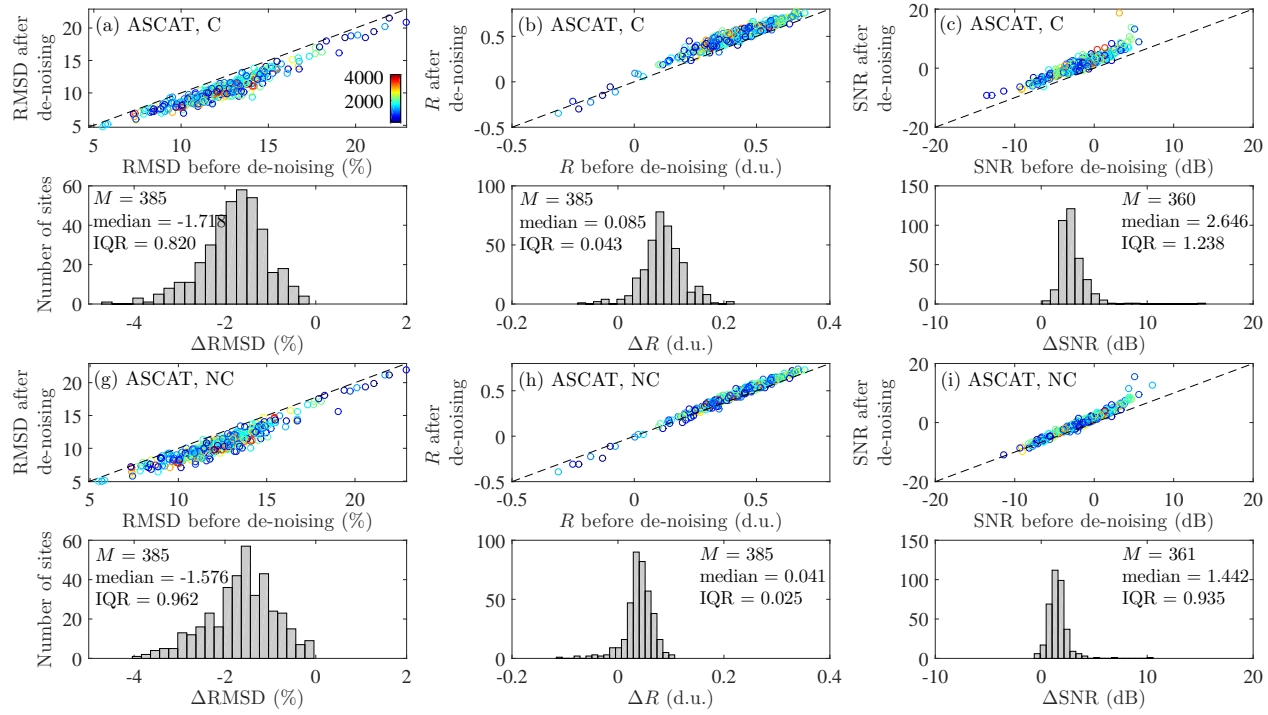 (a) ASCAT, C
RMSD after
de-noising
20
15
10
5
4000
2000
5
10
15
20
RMSD before de-noising (%)
(b) ASCAT, C
R after
de-noising
0.5
0
-0.5
-0.5
0
0.5
R before de-noising (d.u.)
(c) ASCAT, C
SNR after
de-noising
20
0
-20
-20
-10
0
10
20
SNR before de-noising (dB)
Number of sites
60
40
20
0
M = 385
median = -1.718
IQR = 0.820
-4
-2
0
2
ΔRMSD (%)
100
50
0
M = 385
median = 0.085
IQR = 0.043
-0.2
0
0.2
0.4
ΔR (d.u.)
150
100
50
0
M = 360
median = 2.646
IQR = 1.238
-10
0
10
20
ΔSNR (dB)
(g) ASCAT, NC
RMSD after
de-noising
20
15
10
5
5
10
15
20
RMSD before de-noising (%)
(h) ASCAT, NC
R after
de-noising
0.5
0
-0.5
-0.5
0
0.5
R before de-noising (d.u.)
(i) ASCAT, NC
SNR after
de-noising
20
0
-20
-20
-10
0
10
20
SNR before de-noising (dB)
Number of sites
60
40
20
0
M = 385
median = -1.576
IQR = 0.962
-4
-2
0
2
ΔRMSD (%)
100
50
0
M = 385
median = 0.041
IQR = 0.025
-0.2
0
0.2
0.4
ΔR (d.u.)
150
100
50
0
M = 361
median = 1.442
IQR = 0.935
-10
0
10
20
ΔSNR (dB)